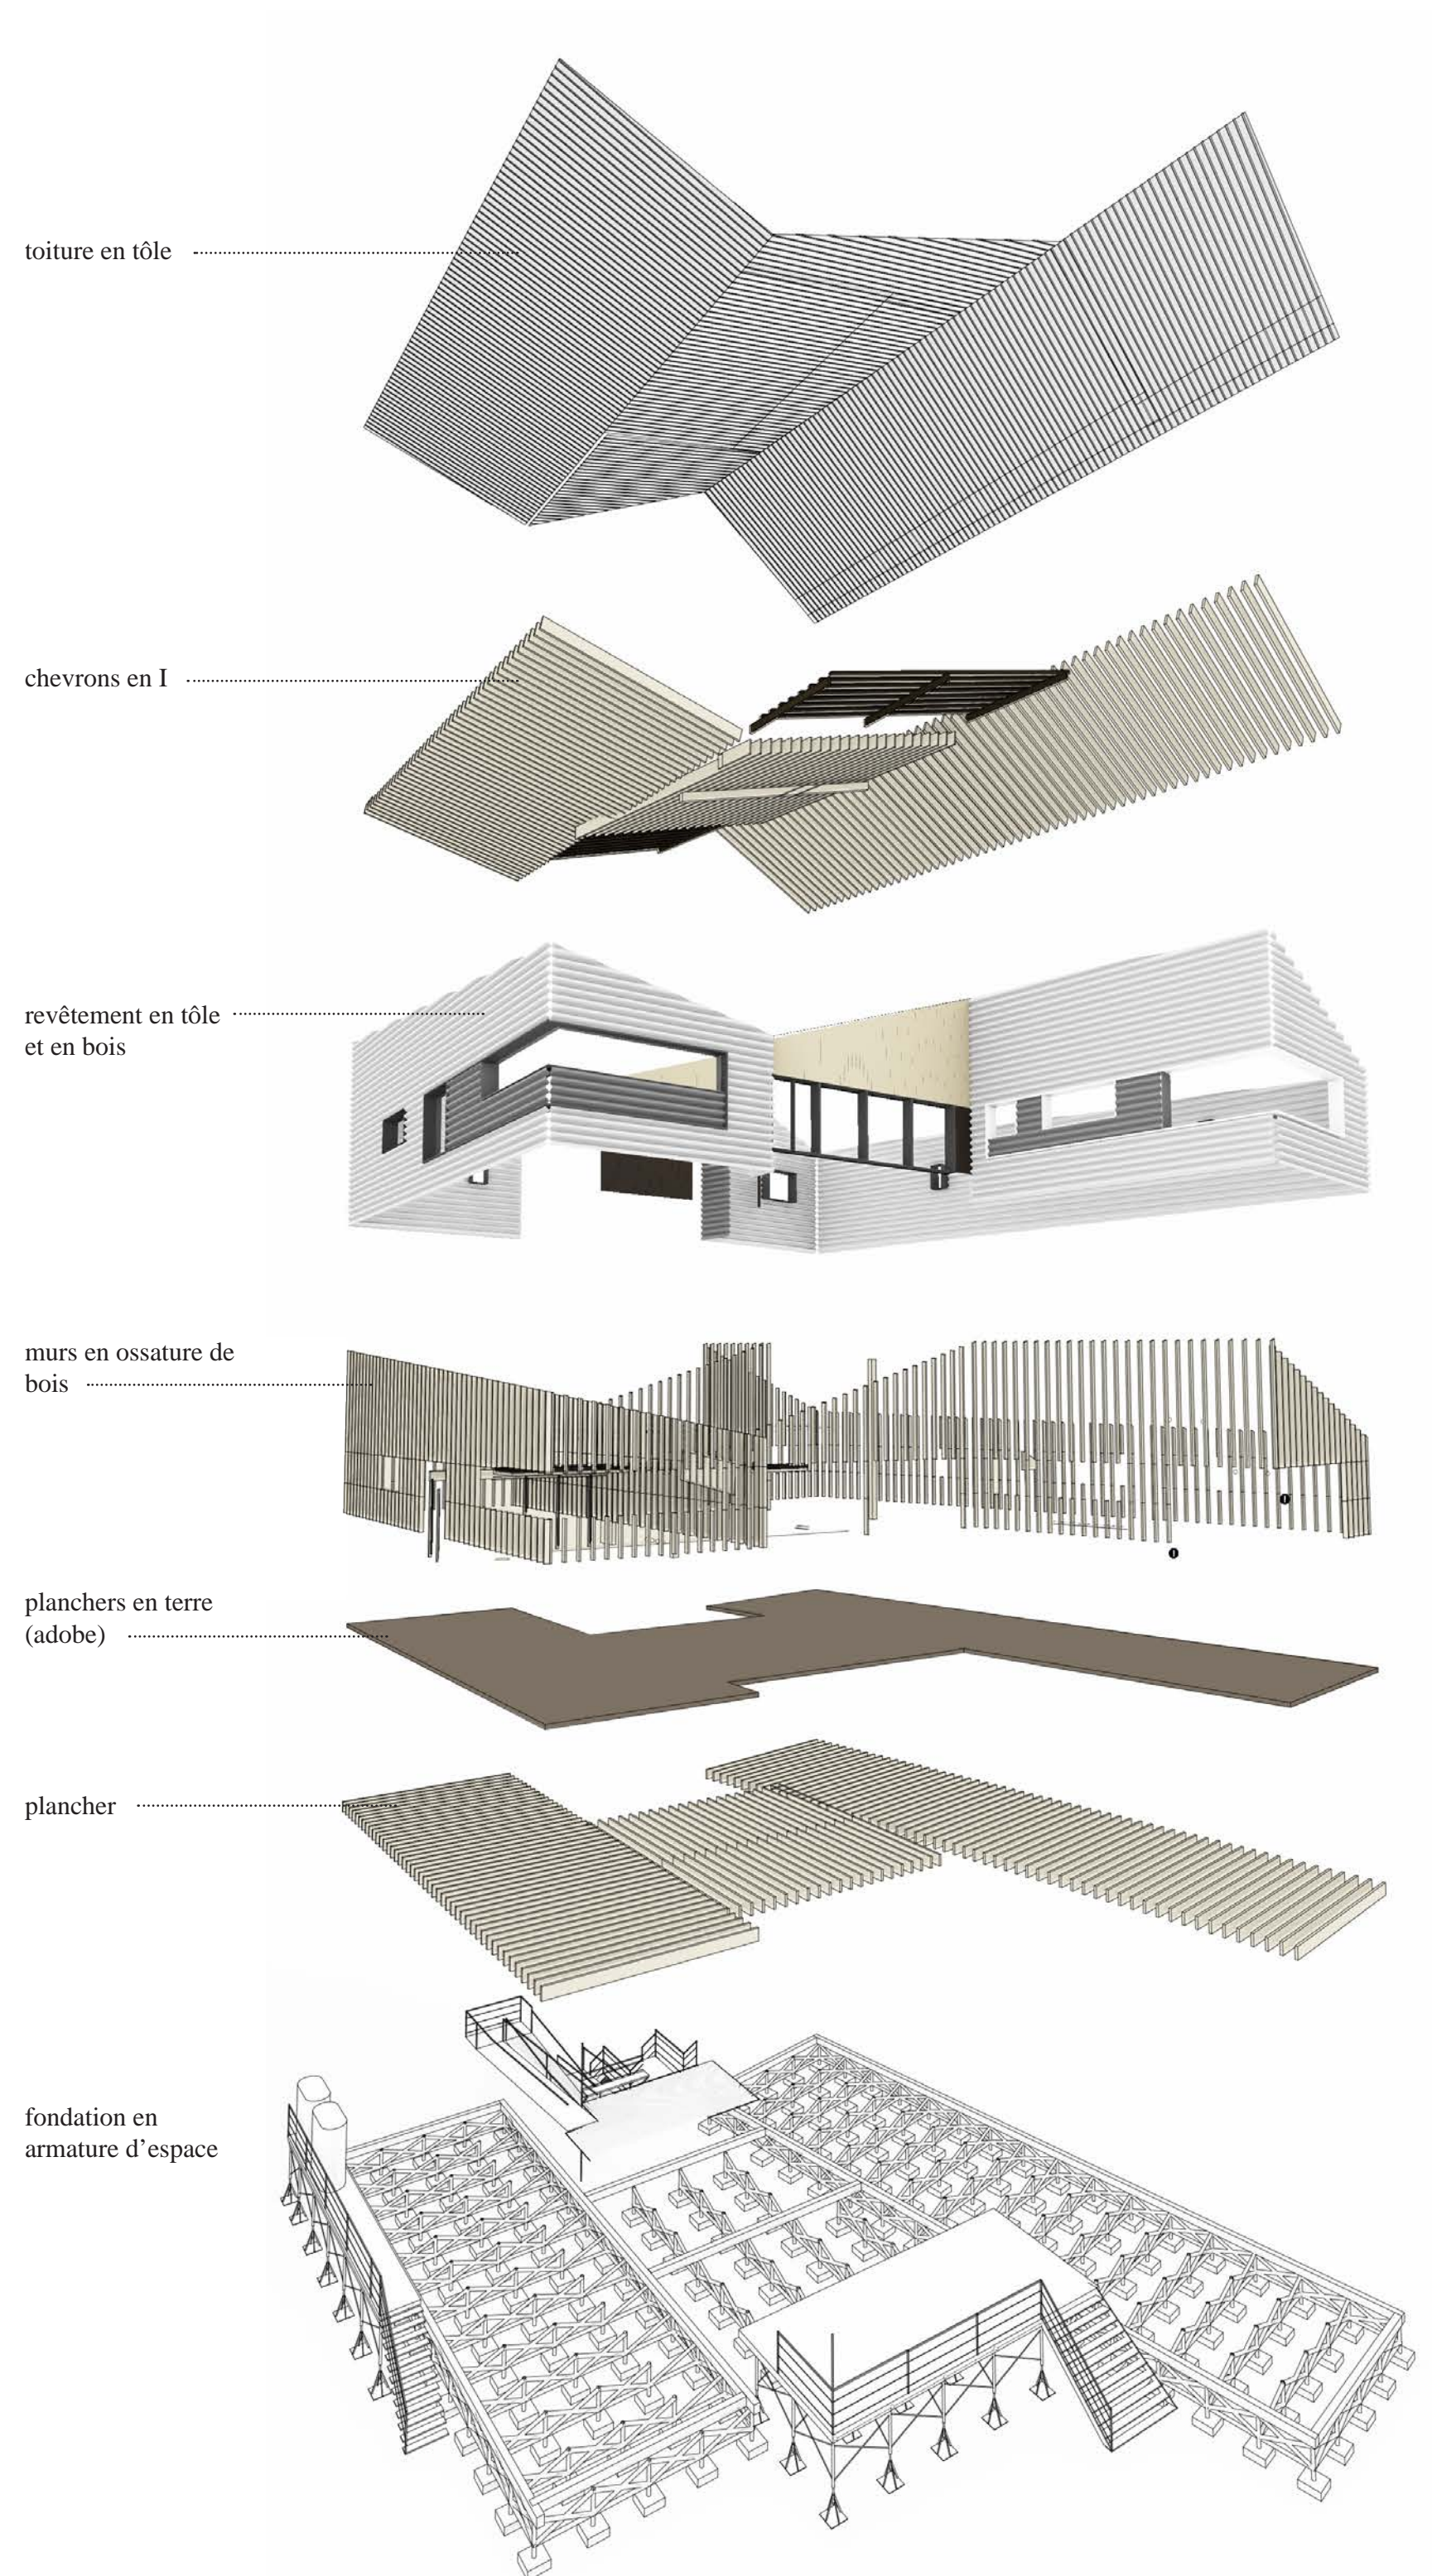 toiture en tôle
chevrons en I
revêtement en tôle
et en bois
murs en ossature de
bois
planchers en terre
(adobe)
plancher
fondation en
armature d’espace